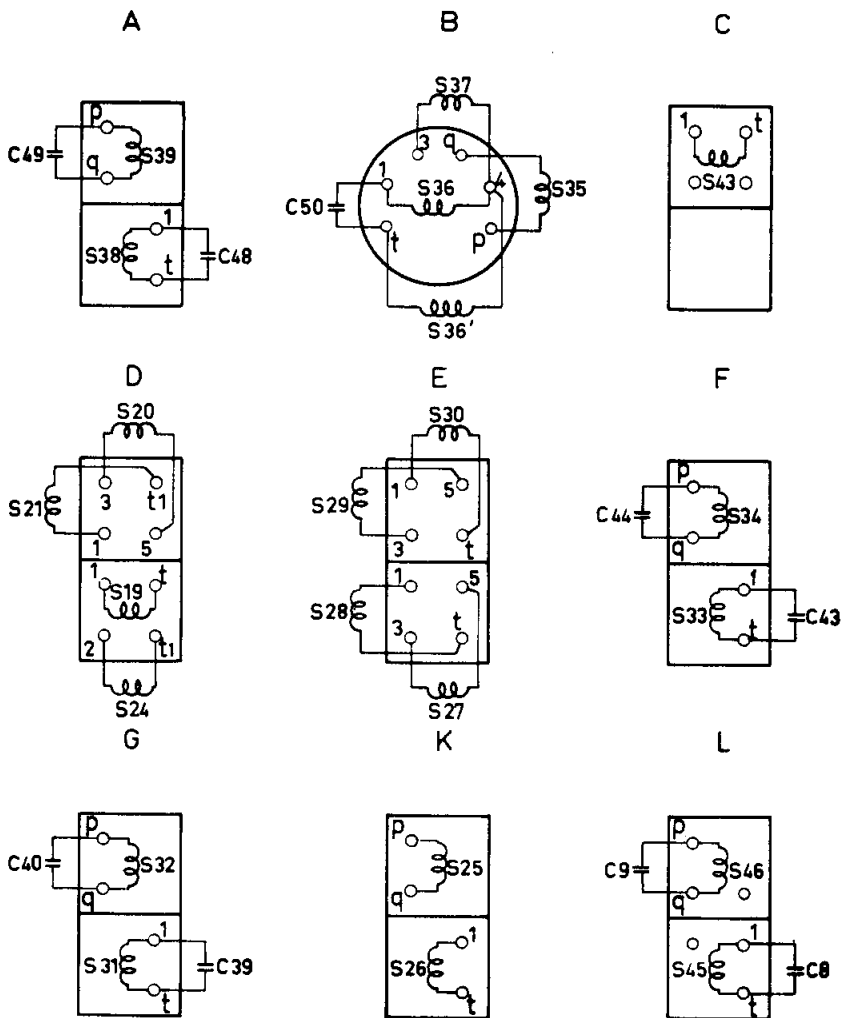 A B C
S37
p 3 q 1 t
C49 S39 1 S36 4 S35 S43
q C50
1 t p
S38 C48
t S36'
D E F
S20 S30
3 t1 1 5 p
S21 S29 C44 S34
1 5 3 t q
1 t 1 5 1
S19 S28 S33 C43
2 t1 3 t t
S24 S27
G K L
p p p
C40 S32 S25 C9 S46
q q q
1 1 1
S31 C39 S26 S45 C8
t t t